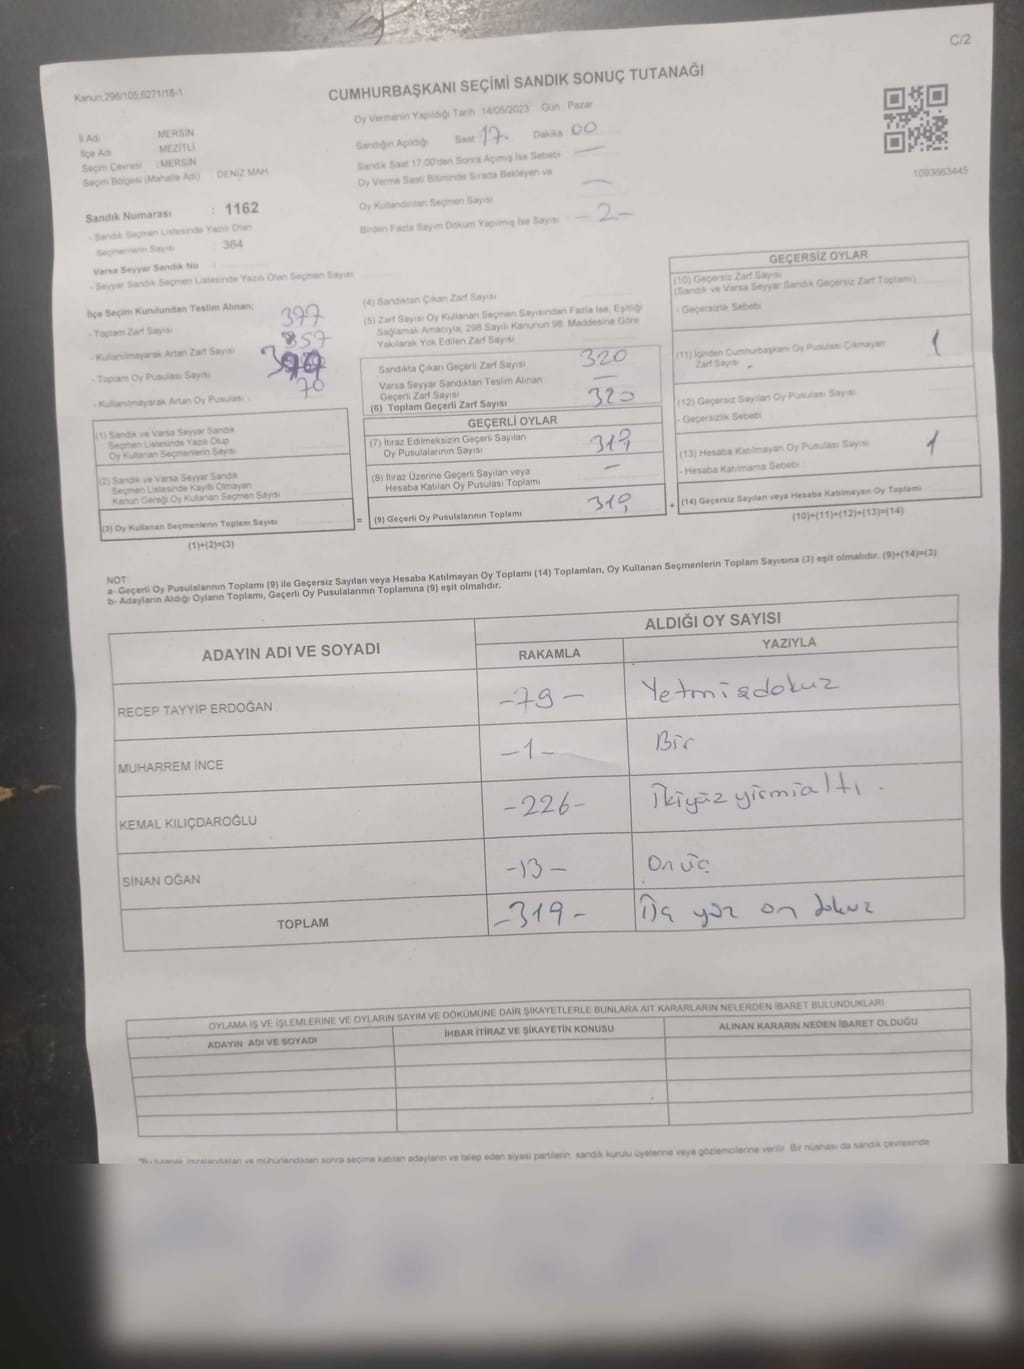 C/2
Kanun:298/105,6271/18-1
CUMHURBAŞKANI SEÇİMİ SANDIK SONUÇ TUTANAĞI
Oy Vermenin Yapıldığı Tarih 14/05/2023 Gün : Pazar
İl Adı : MERSİN
İlçe Adı : MEZİTLİ
Seçim Çevresi : MERSİN
Seçim Bölgesi (Mahalle Adı) : DENİZ MAH.
Sandığın Açıldığı Saat 17. Dakika 00
Sandık Saat 17.00'den Sonra Açılmış İse Sebebi —
Oy Verme Saati Bitiminde Sırada Bekleyen ve
Oy Kullandırılan Seçmen Sayısı —
Birden Fazla Sayım Döküm Yapılmış İse Sayısı -2-
1093663445
Sandık Numarası : 1162
- Sandık Seçmen Listesinde Yazılı Olan
Seçmenlerin Sayısı : 364
Varsa Seyyar Sandık No :
- Seyyar Sandık Seçmen Listesinde Yazılı Olan Seçmen Sayısı
İlçe Seçim Kurulundan Teslim Alınan;
- Toplam Zarf Sayısı
- Kullanılmayarak Artan Zarf Sayısı
- Toplam Oy Pusulası Sayısı
- Kullanılmayarak Artan Oy Pusulası : 70
(1) Sandık ve Varsa Seyyar Sandık
Seçmen Listesinde Yazılı Olup
Oy Kullanan Seçmenlerin Sayısı
(2) Sandık ve Varsa Seyyar Sandık
Seçmen Listesinde Kayıtlı Olmayan
Kanun Gereği Oy Kullanan Seçmen Sayısı
(3) Oy Kullanan Seçmenlerin Toplam Sayısı
(1)+(2)=(3)
(4) Sandıktan Çıkan Zarf Sayısı
(5) Zarf Sayısı Oy Kullanan Seçmen Sayısından Fazla İse, Eşitliği
Sağlamak Amacıyla, 298 Sayılı Kanunun 98. Maddesine Göre
Yakılarak Yok Edilen Zarf Sayısı
Sandıkta Çıkan Geçerli Zarf Sayısı 320
Varsa Seyyar Sandıktan Teslim Alınan
Geçerli Zarf Sayısı —
(6) Toplam Geçerli Zarf Sayısı 320
GEÇERLİ OYLAR
(7) İtiraz Edilmeksizin Geçerli Sayılan
Oy Pusulalarının Sayısı 319
(8) İtiraz Üzerine Geçerli Sayılan veya
Hesaba Katılan Oy Pusulası Toplamı —
= (9) Geçerli Oy Pusulalarının Toplamı 319 +
GEÇERSİZ OYLAR
(10) Geçersiz Zarf Sayısı
(Sandık ve Varsa Seyyar Sandık Geçersiz Zarf Toplamı)
- Geçersizlik Sebebi
(11) İçinden Cumhurbaşkanı Oy Pusulası Çıkmayan
Zarf Sayısı 1
(12) Geçersiz Sayılan Oy Pusulası Sayısı
- Geçersizlik Sebebi
(13) Hesaba Katılmayan Oy Pusulası Sayısı 1
- Hesaba Katılmama Sebebi
(14) Geçersiz Sayılan veya Hesaba Katılmayan Oy Toplamı
(10)+(11)+(12)+(13)=(14)
NOT:
a- Geçerli Oy Pusulalarının Toplamı (9) ile Geçersiz Sayılan veya Hesaba Katılmayan Oy Toplamı (14) Toplamları, Oy Kullanan Seçmenlerin Toplam Sayısına (3) eşit olmalıdır. (9)+(14)=(3)
b- Adayların Aldığı Oyların Toplamı, Geçerli Oy Pusulalarının Toplamına (9) eşit olmalıdır.
ADAYIN ADI VE SOYADI
ALDIĞI OY SAYISI
RAKAMLA YAZIYLA
RECEP TAYYİP ERDOĞAN -79- Yetmişdokuz
MUHARREM İNCE -1- Bir
KEMAL KILIÇDAROĞLU -226- İkiyüzyirmialtı.
SİNAN OĞAN -13- Onüç
TOPLAM -319- Üç yüz on dokuz
OYLAMA İŞ VE İŞLEMLERİNE VE OYLARIN SAYIM VE DÖKÜMÜNE DAİR ŞİKAYETLERLE BUNLARA AİT KARARLARIN NELERDEN İBARET BULUNDUKLARI
ADAYIN ADI VE SOYADI İHBAR İTİRAZ VE ŞİKAYETİN KONUSU ALINAN KARARIN NEDEN İBARET OLDUĞU
"Bu tutanak imzalandıktan ve mühürlendikten sonra seçime katılan adayların ve talep eden siyasi partilerin sandık kurulu üyelerine veya gözlemcilerine verilir. Bir nüshası da sandık çevresinde